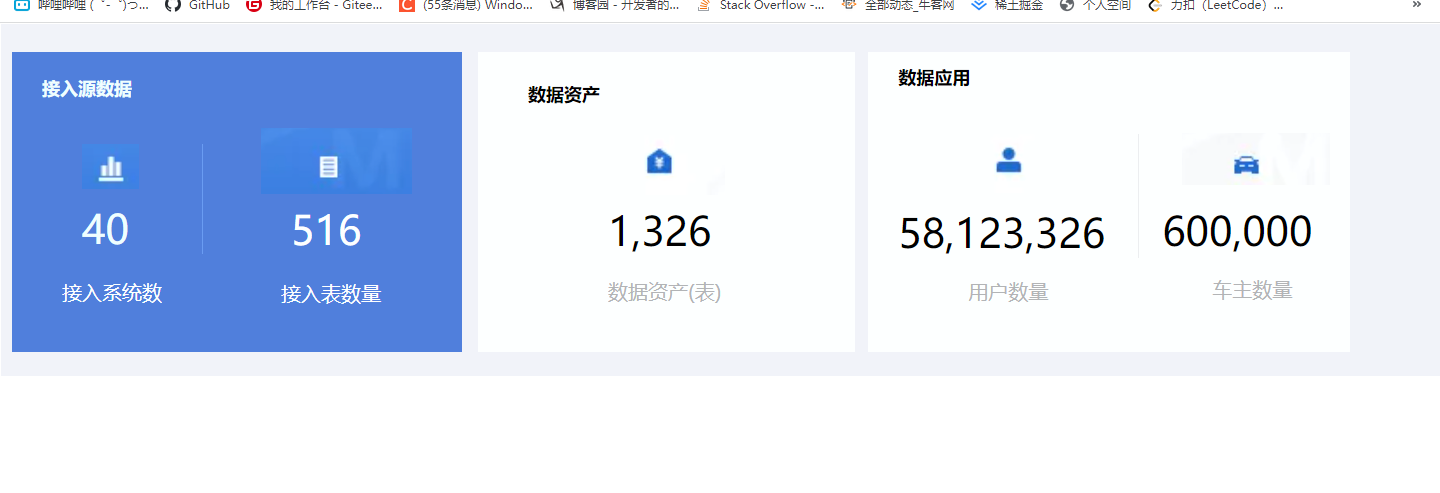 哔哩哔哩 (゜-゜)つ...
GitHub
我的工作台 - Gitee...
(55条消息) Windo...
博客园 - 开发者的...
Stack Overflow -...
全部动态_牛客网
稀土掘金
个人空间
力扣（LeetCode）...
»
接入源数据
40
516
接入系统数
接入表数量
数据资产
¥
1,326
数据资产(表)
数据应用
58,123,326
600,000
用户数量
车主数量